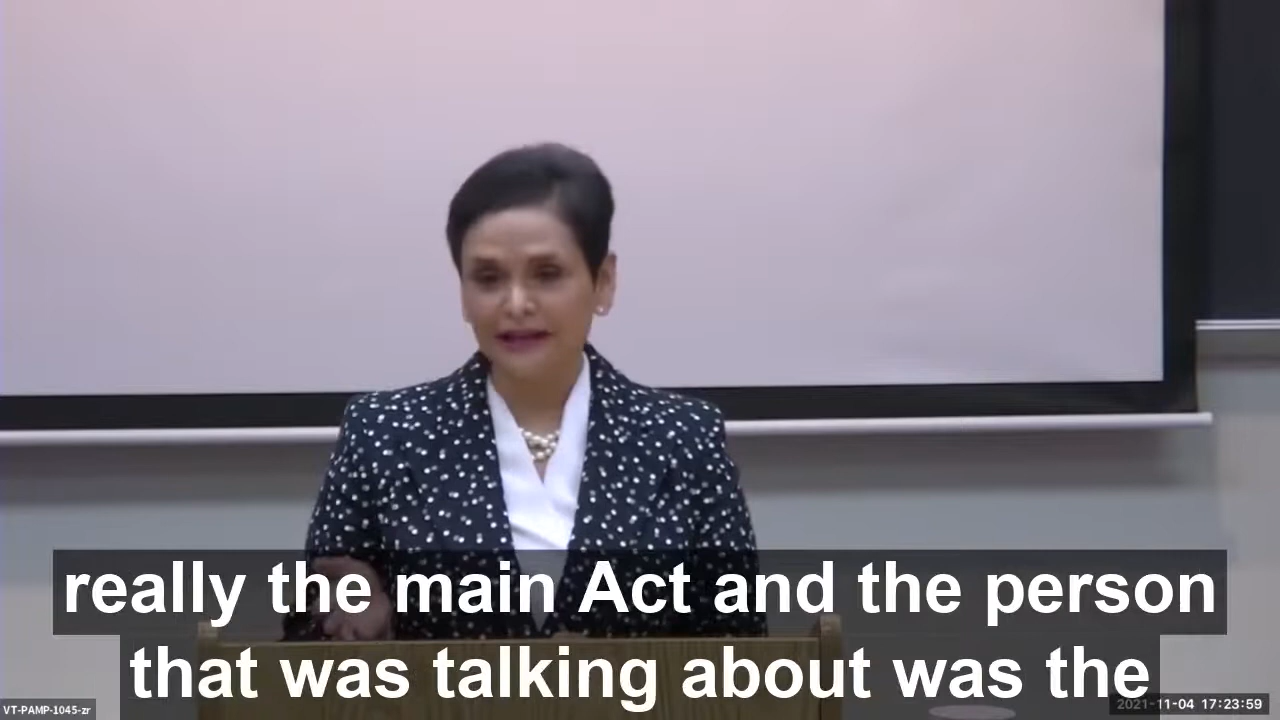 really the main Act and the person
that was talking about was the
VT-PAMP-1045-zr
2021-11-04 17:23:59